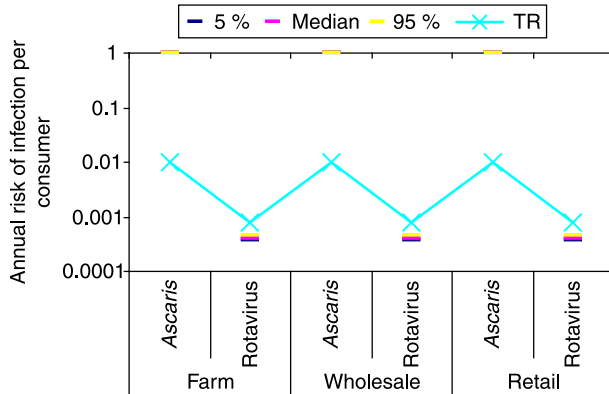 5 % Median 95 % TR
Annual risk of infection per
consumer
1
0.1
0.01
0.001
0.0001
Ascaris
Rotavirus
Ascaris
Rotavirus
Ascaris
Rotavirus
Farm
Wholesale
Retail